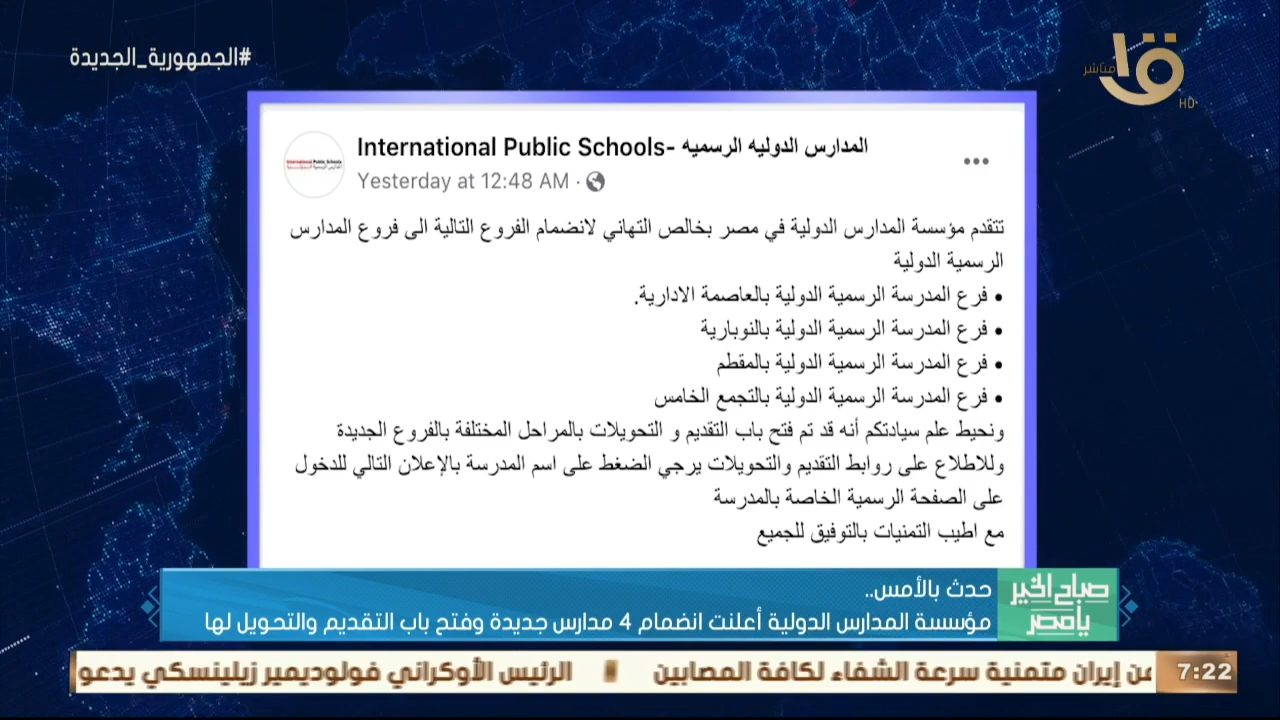 #الجمهورية_الجديدة
مباشر
HD
International Public Schools- المدارس الدوليه الرسميه
Yesterday at 12:48 AM ·
International Public Schools
تتقدم مؤسسة المدارس الدولية في مصر بخالص التهاني لانضمام الفروع التالية الى فروع المدارس
الرسمية الدولية
• فرع المدرسة الرسمية الدولية بالعاصمة الادارية.
• فرع المدرسة الرسمية الدولية بالنوبارية
• فرع المدرسة الرسمية الدولية بالمقطم
• فرع المدرسة الرسمية الدولية بالتجمع الخامس
ونحيط علم سيادتكم أنه قد تم فتح باب التقديم و التحويلات بالمراحل المختلفة بالفروع الجديدة
وللاطلاع على روابط التقديم والتحويلات يرجي الضغط على اسم المدرسة بالإعلان التالي للدخول
على الصفحة الرسمية الخاصة بالمدرسة
مع اطيب التمنيات بالتوفيق للجميع
صباح الخير
يا مصر
حدث بالأمس..
مؤسسة المدارس الدولية أعلنت انضمام 4 مدارس جديدة وفتح باب التقديم والتحويل لها
7:22
من إيران متمنية سرعة الشفاء لكافة المصابين الرئيس الأوكراني فولوديمير زيلينسكي يدعو